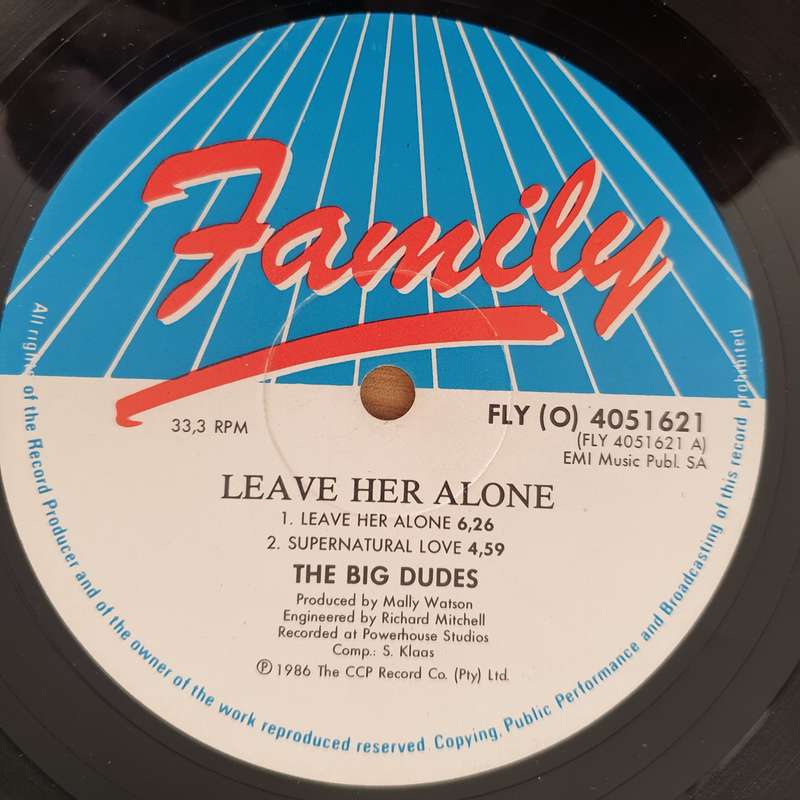 Family
33,3 RPM
FLY (O) 4051621
(FLY 4051621 A)
EMI Music Publ. SA
LEAVE HER ALONE
1. LEAVE HER ALONE 6,26
2. SUPERNATURAL LOVE 4,59
THE BIG DUDES
Produced by Mally Watson
Engineered by Richard Mitchell
Recorded at Powerhouse Studios
Comp.: S. Klaas
℗ 1986 The CCP Record Co. (Pty) Ltd.
All rights of the Record Producer and of the owner of the work reproduced reserved. Copying, Public Performance and Broadcasting of this record prohibited